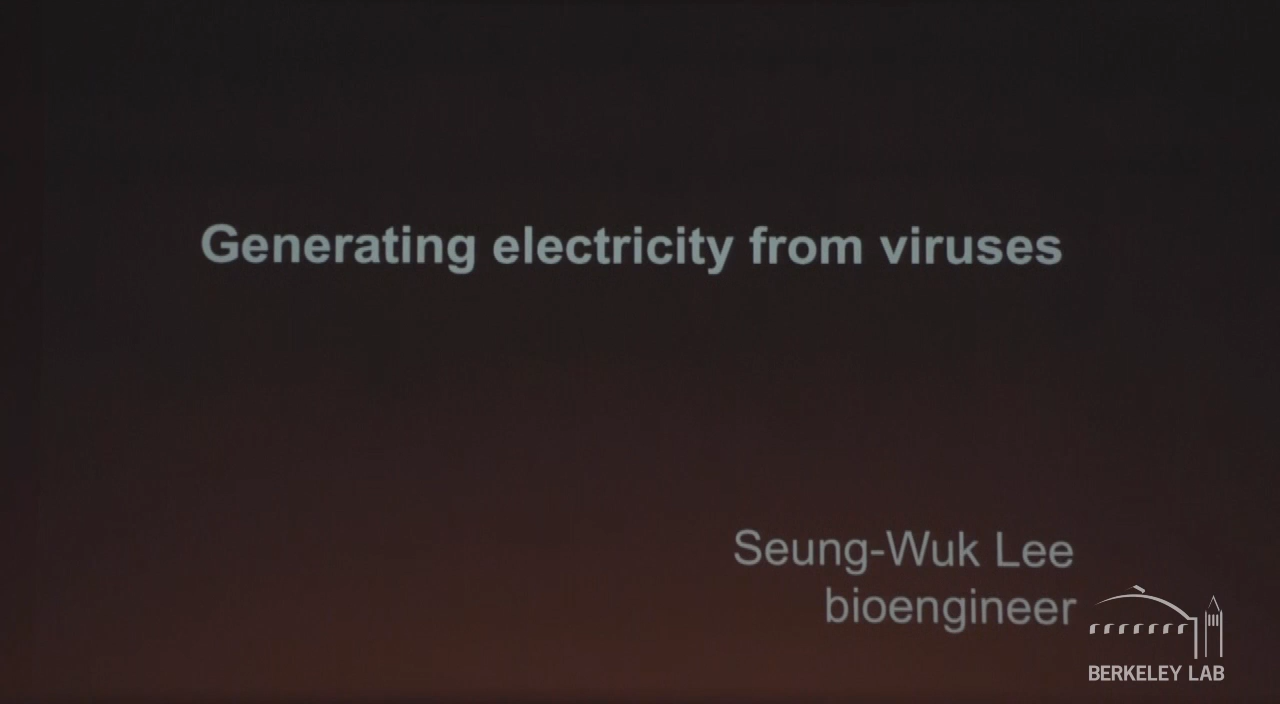 Generating electricity from viruses
Seung-Wuk Lee
bioengineer
BERKELEY LAB